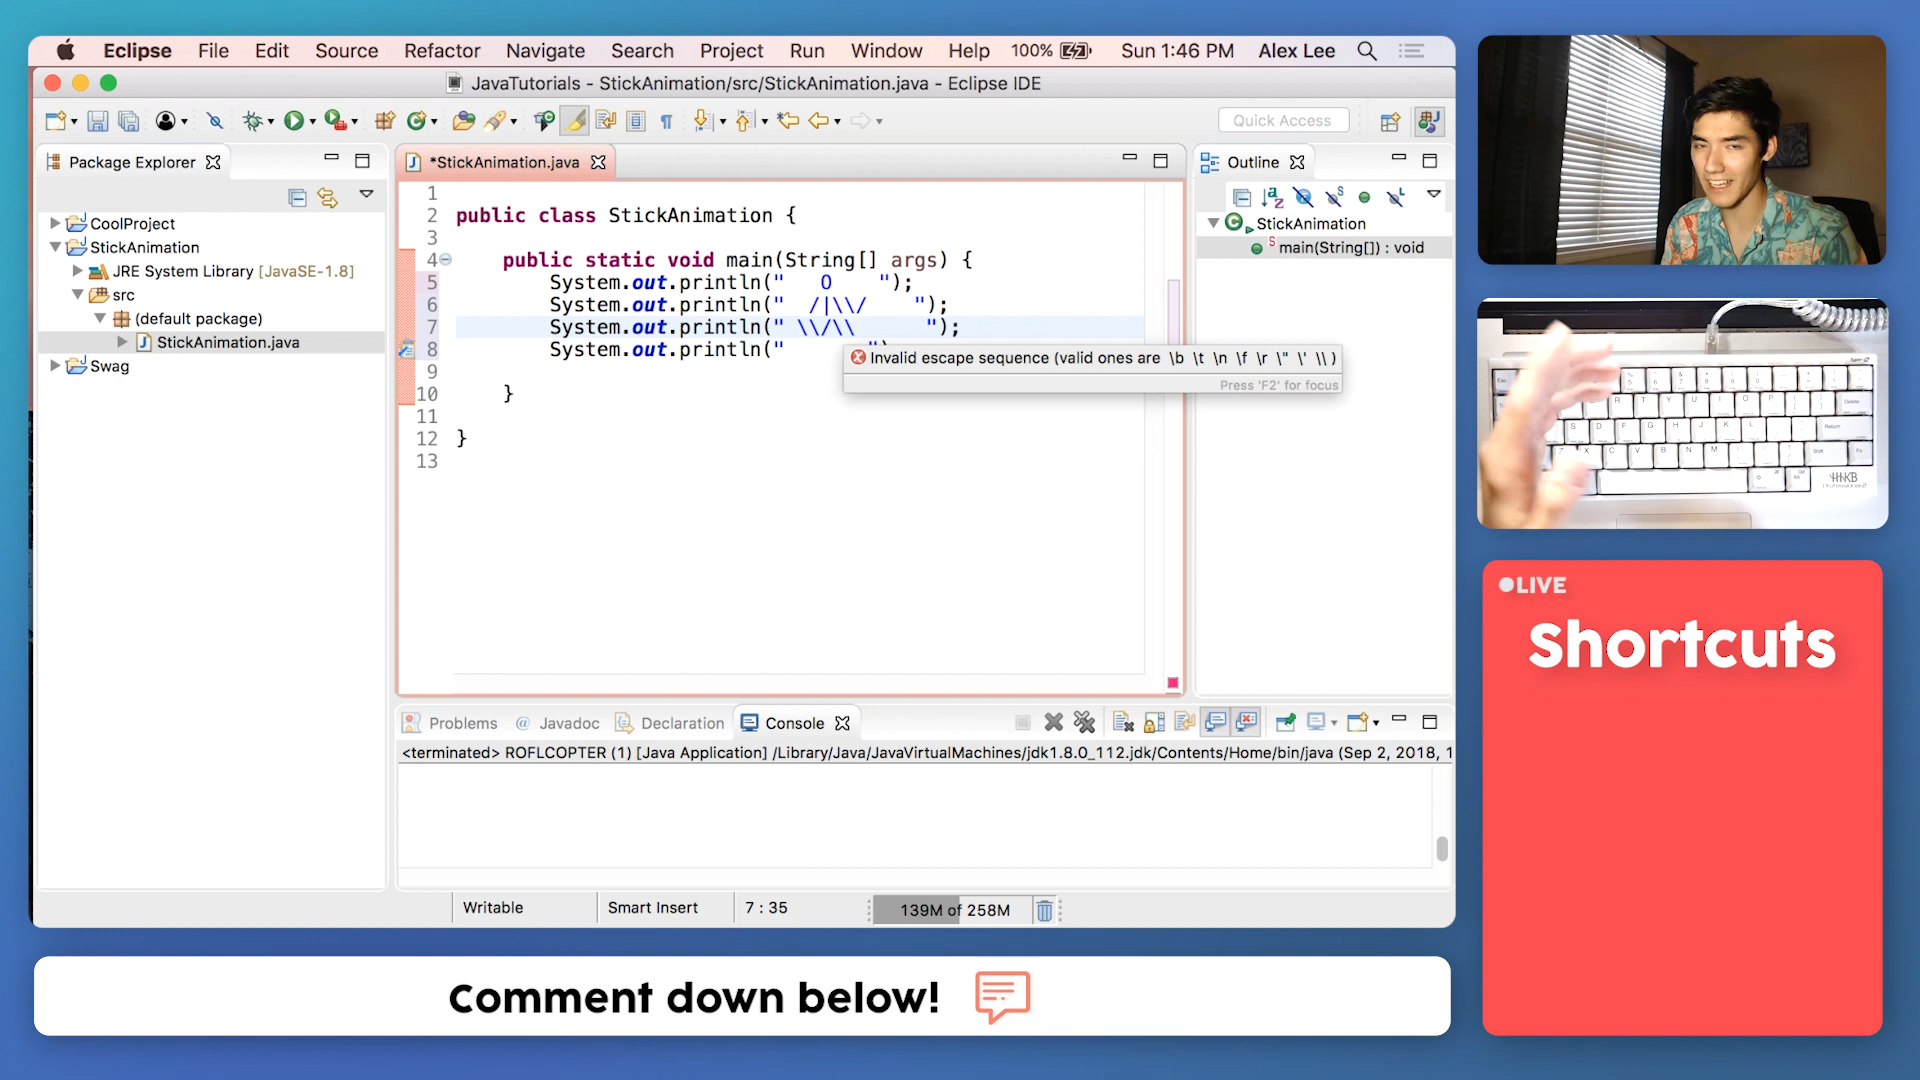 Eclipse File Edit Source Refactor Navigate Search Project Run Window Help 100% Sun 1:46 PM Alex Lee
JavaTutorials - StickAnimation/src/StickAnimation.java - Eclipse IDE
Quick Access
Package Explorer
CoolProject
StickAnimation
JRE System Library [JavaSE-1.8]
src
(default package)
StickAnimation.java
Swag
*StickAnimation.java
1
2 public class StickAnimation {
3
4 public static void main(String[] args) {
5 System.out.println("   O    ");
6 System.out.println("  /|\\/    ");
7 System.out.println(" \\/\\      ");
8 System.out.println("       ")
9
10 }
11
12 }
13
Invalid escape sequence (valid ones are \b \t \n \f \r \" \' \\ )
Press 'F2' for focus
Outline
StickAnimation
main(String[]) : void
Problems Javadoc Declaration Console
<terminated> ROFLCOPTER (1) [Java Application] /Library/Java/JavaVirtualMachines/jdk1.8.0_112.jdk/Contents/Home/bin/java (Sep 2, 2018, 1
Writable Smart Insert 7 : 35 139M of 258M
LIVE
Shortcuts
Comment down below!
HHKB